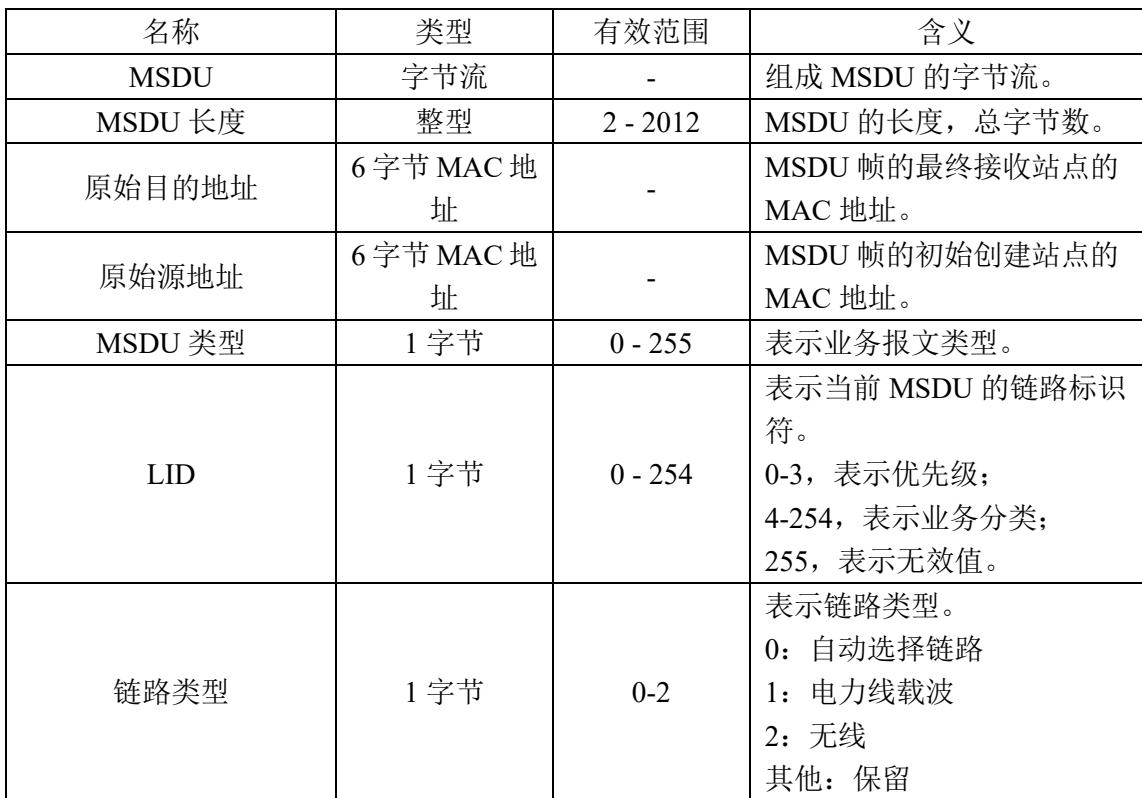 名称 类型 有效范围 含义
MSDU 字节流 - 组成 MSDU 的字节流。
MSDU 长度 整型 2 - 2012 MSDU 的长度，总字节数。
原始目的地址 6 字节 MAC 地 - MSDU 帧的最终接收站点的
址 MAC 地址。
原始源地址 6 字节 MAC 地 - MSDU 帧的初始创建站点的
址 MAC 地址。
MSDU 类型 1 字节 0 - 255 表示业务报文类型。
LID 1 字节 0 - 254 表示当前 MSDU 的链路标识
符。
0-3，表示优先级；
4-254，表示业务分类；
255，表示无效值。
链路类型 1 字节 0-2 表示链路类型。
0：自动选择链路
1：电力线载波
2：无线
其他：保留